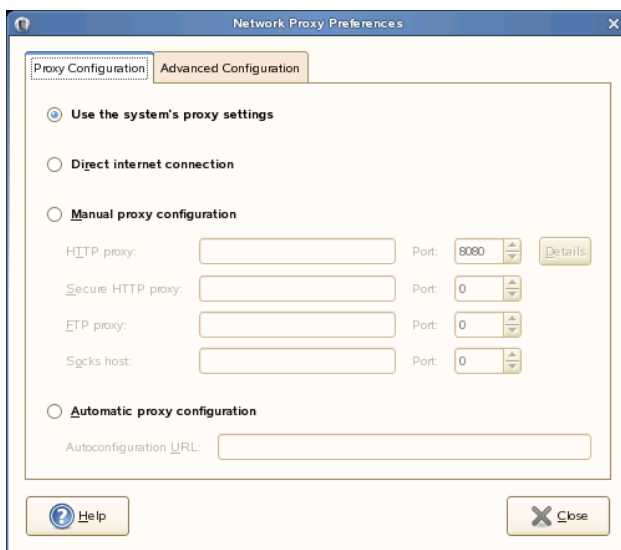 Network Proxy Preferences
Proxy Configuration Advanced Configuration
Use the system's proxy settings
Direct internet connection
Manual proxy configuration
HTTP proxy: Port: 8080 Details
Secure HTTP proxy: Port: 0
FTP proxy: Port: 0
Socks host: Port: 0
Automatic proxy configuration
Autoconfiguration URL:
Help Close